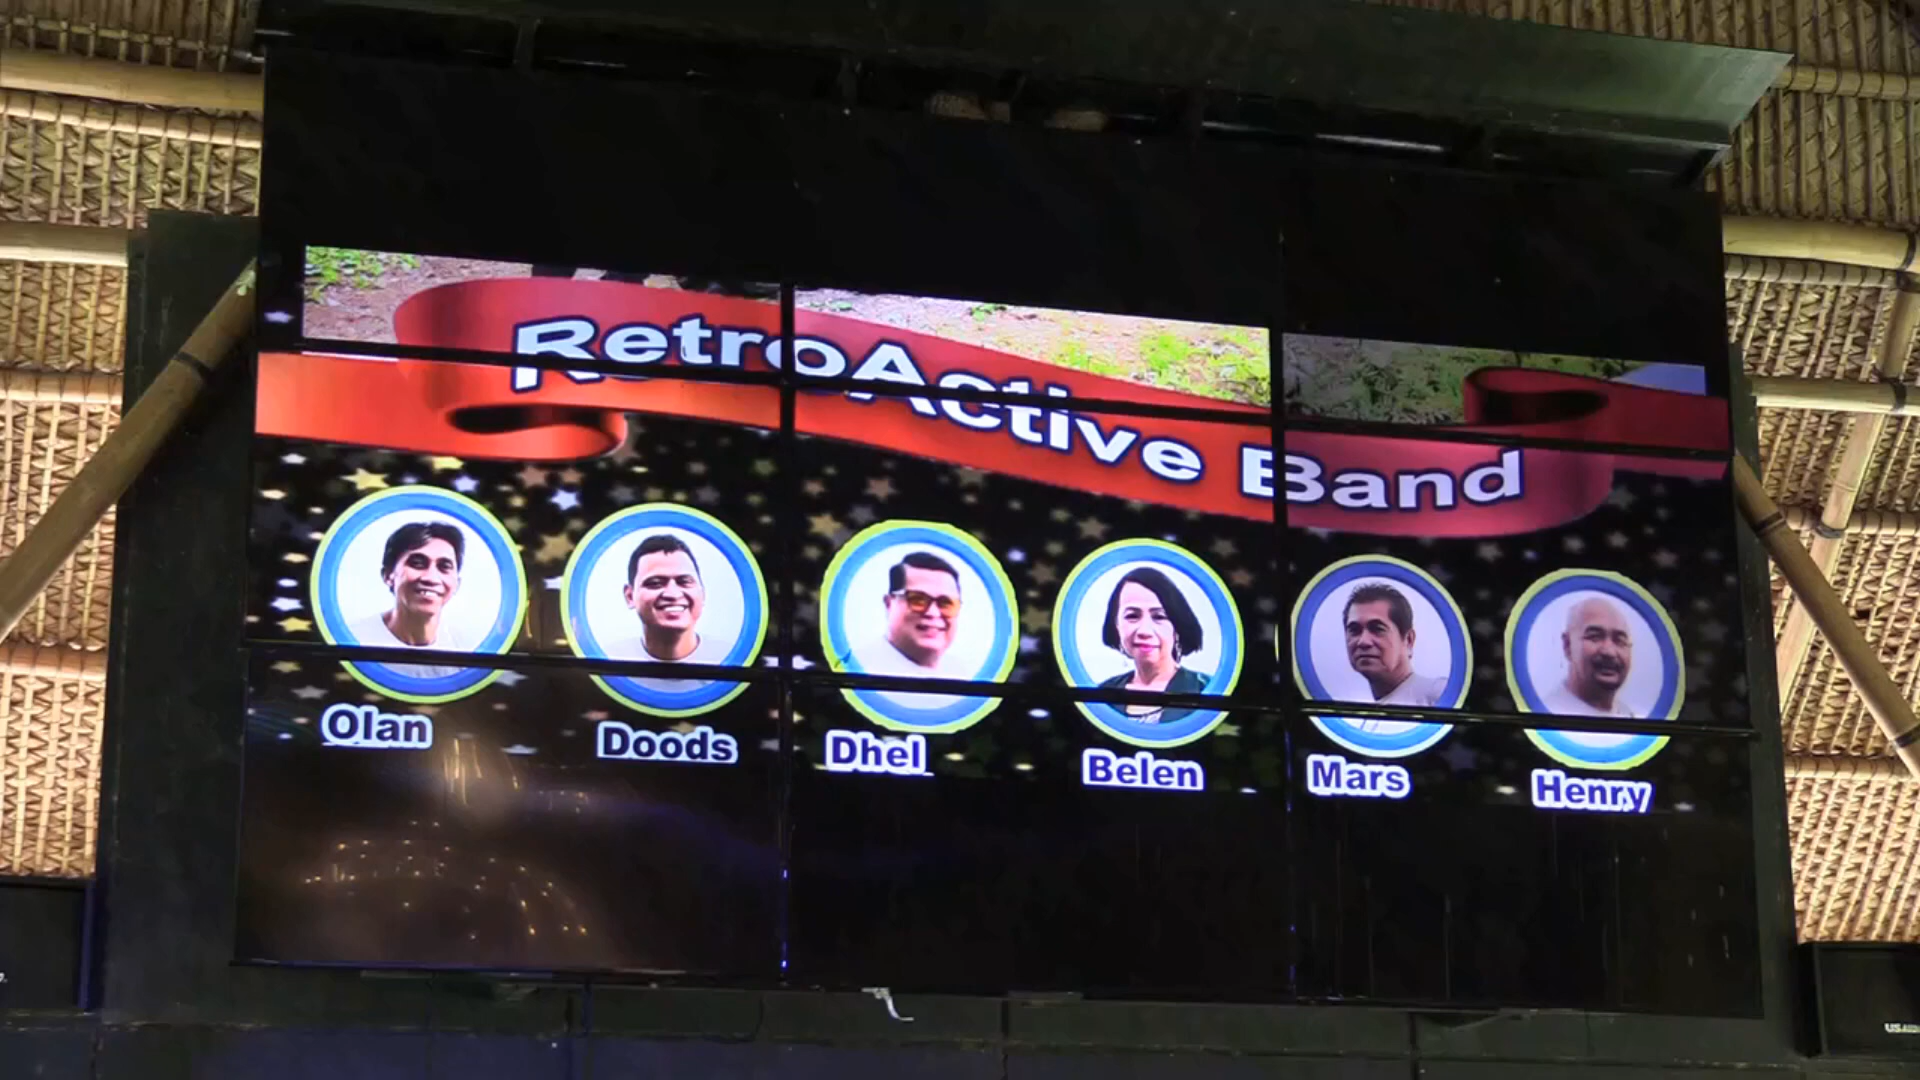 RetroActive Band
Olan
Doods
Dhel
Belen
Mars
Henry